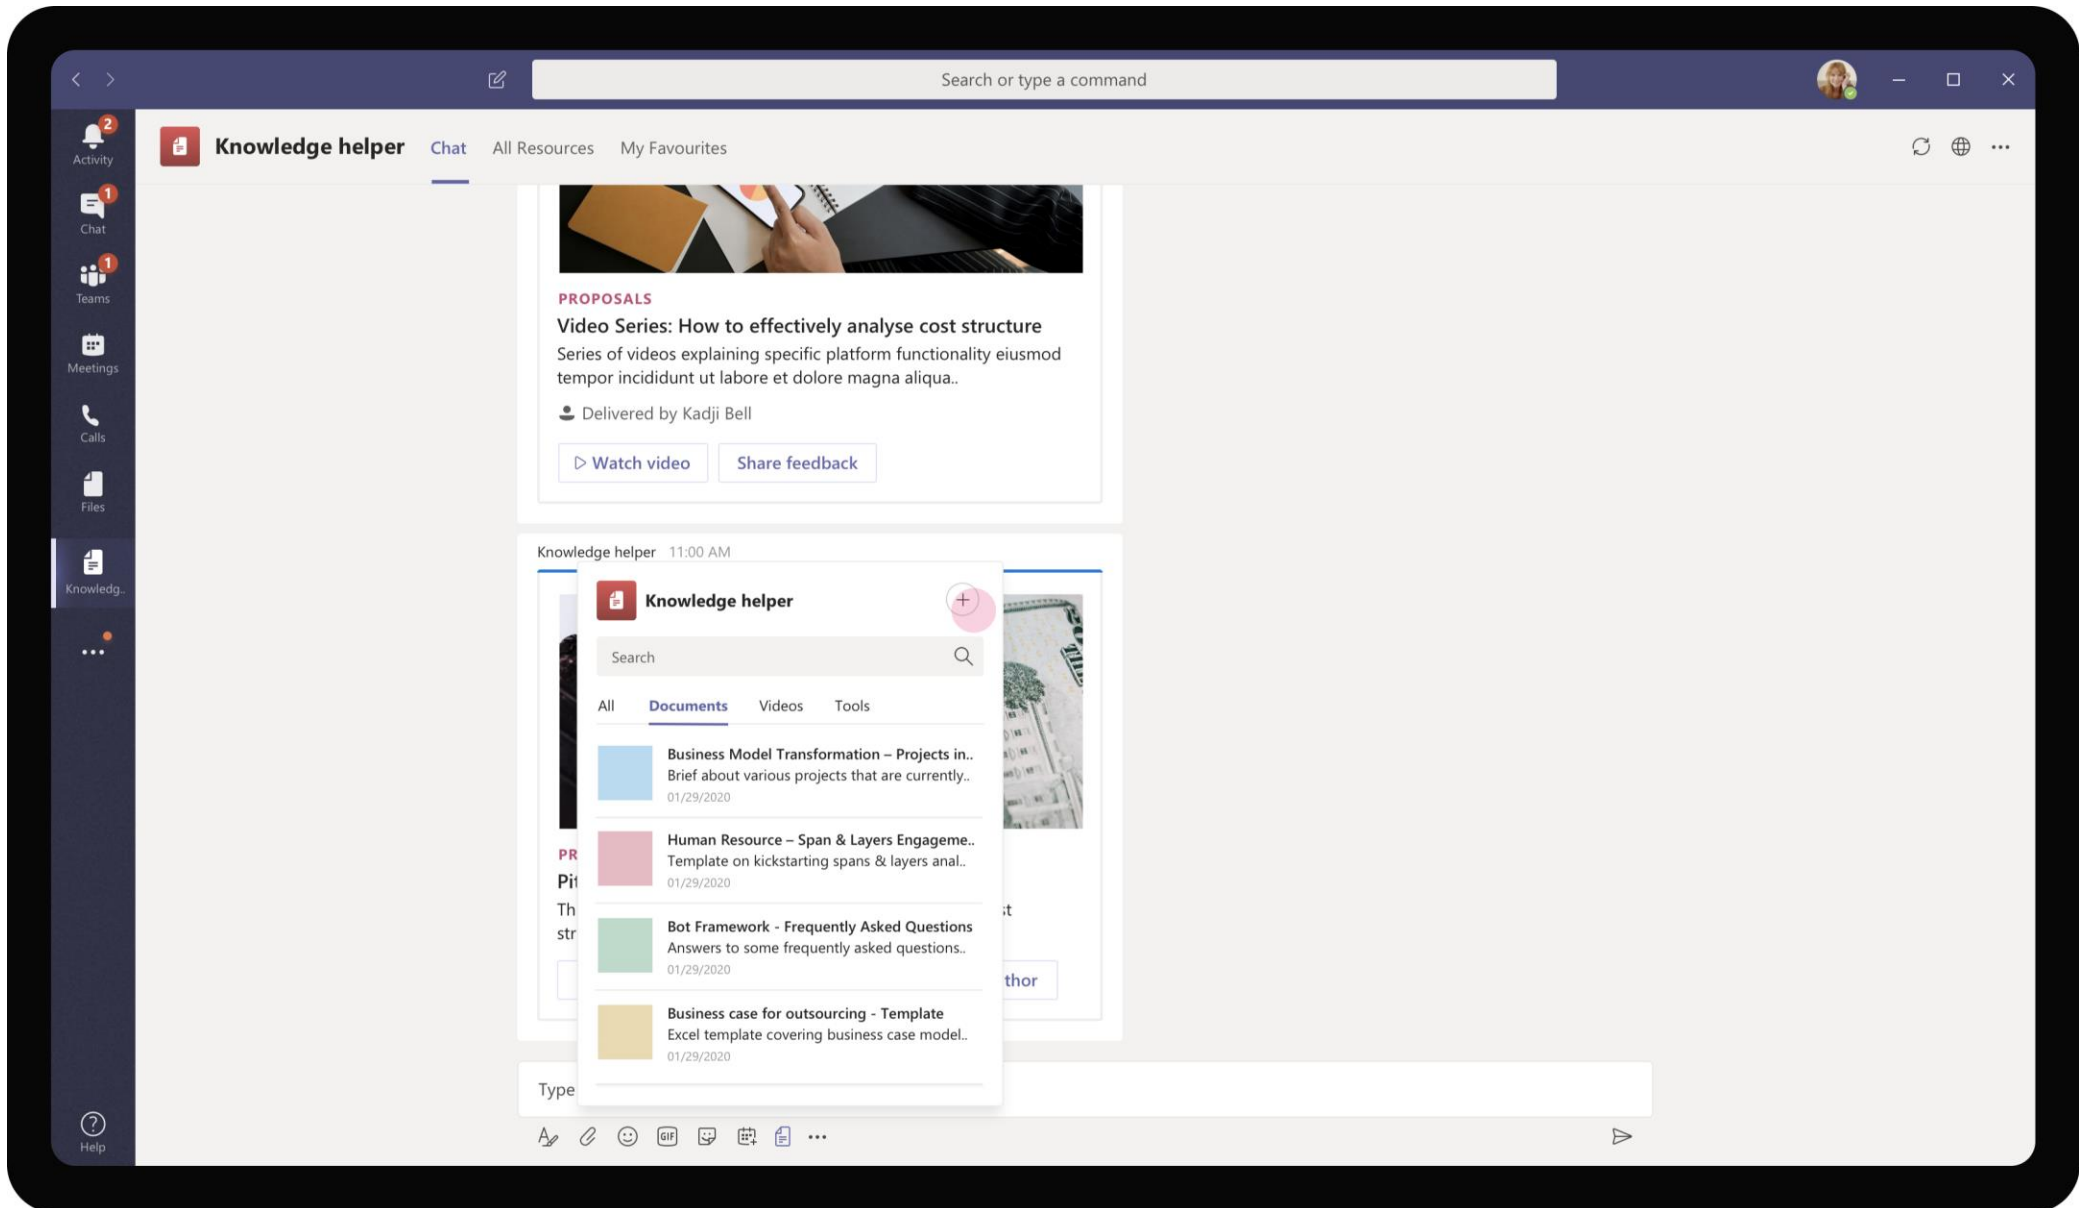 Search or type a command
2
Activity
1
Chat
1
Teams
Meetings
Calls
Files
Knowledg..
Help
Knowledge helper
Chat
All Resources
My Favourites
PROPOSALS
Video Series: How to effectively analyse cost structure
Series of videos explaining specific platform functionality eiusmod
tempor incididunt ut labore et dolore magna aliqua..
Delivered by Kadji Bell
Watch video
Share feedback
Knowledge helper 11:00 AM
Knowledge helper
Search
All
Documents
Videos
Tools
Business Model Transformation – Projects in..
Brief about various projects that are currently..
01/29/2020
Human Resource – Span & Layers Engageme..
Template on kickstarting spans & layers anal..
01/29/2020
Bot Framework - Frequently Asked Questions
Answers to some frequently asked questions..
01/29/2020
Business case for outsourcing - Template
Excel template covering business case model..
01/29/2020
PR
Pit
Th
str
st
thor
Type
GIF